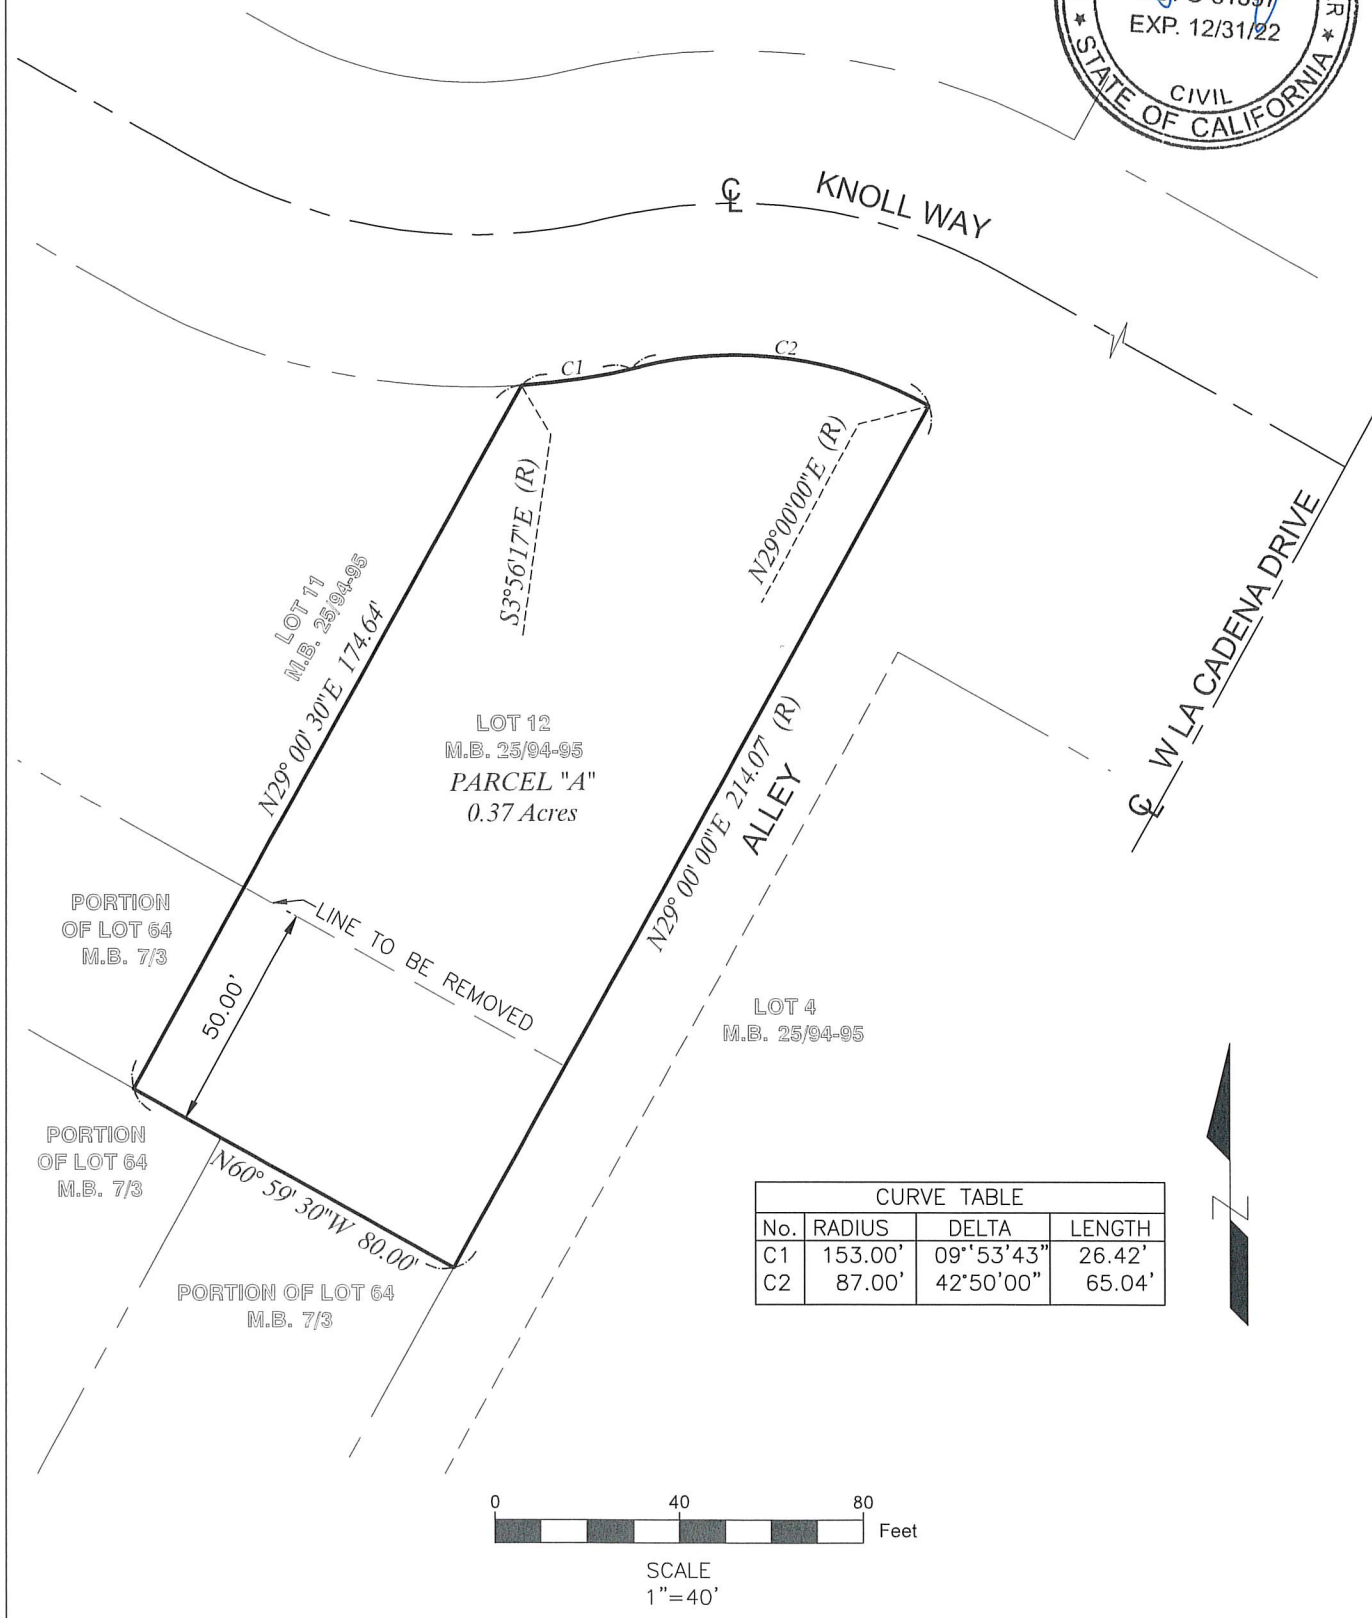 EXP. 12/31/22
CIVIL
★ STATE OF CALIFORNIA ★
℄ KNOLL WAY
C1
C2
S3°56'17"E (R)
N29°00'00"E (R)
LOT 11
M.B. 25/94-95
N29° 00' 30"E 174.64'
LOT 12
M.B. 25/94-95
PARCEL "A"
0.37 Acres
N29° 00' 00"E 214.07' (R)
ALLEY
℄ W LA CADENA DRIVE
PORTION
OF LOT 64
M.B. 7/3
LINE TO BE REMOVED
50.00'
LOT 4
M.B. 25/94-95
PORTION
OF LOT 64
M.B. 7/3
N60° 59' 30"W 80.00'
PORTION OF LOT 64
M.B. 7/3
CURVE TABLE
No. RADIUS DELTA LENGTH
C1 153.00' 09°'53'43" 26.42'
C2 87.00' 42°50'00" 65.04'
Z
0 40 80
Feet
SCALE
1"=40'